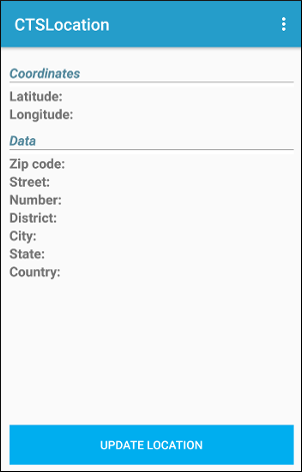 CTSLocation
Coordinates
Latitude:
Longitude:
Data
Zip code:
Street:
Number:
District:
City:
State:
Country:
UPDATE LOCATION